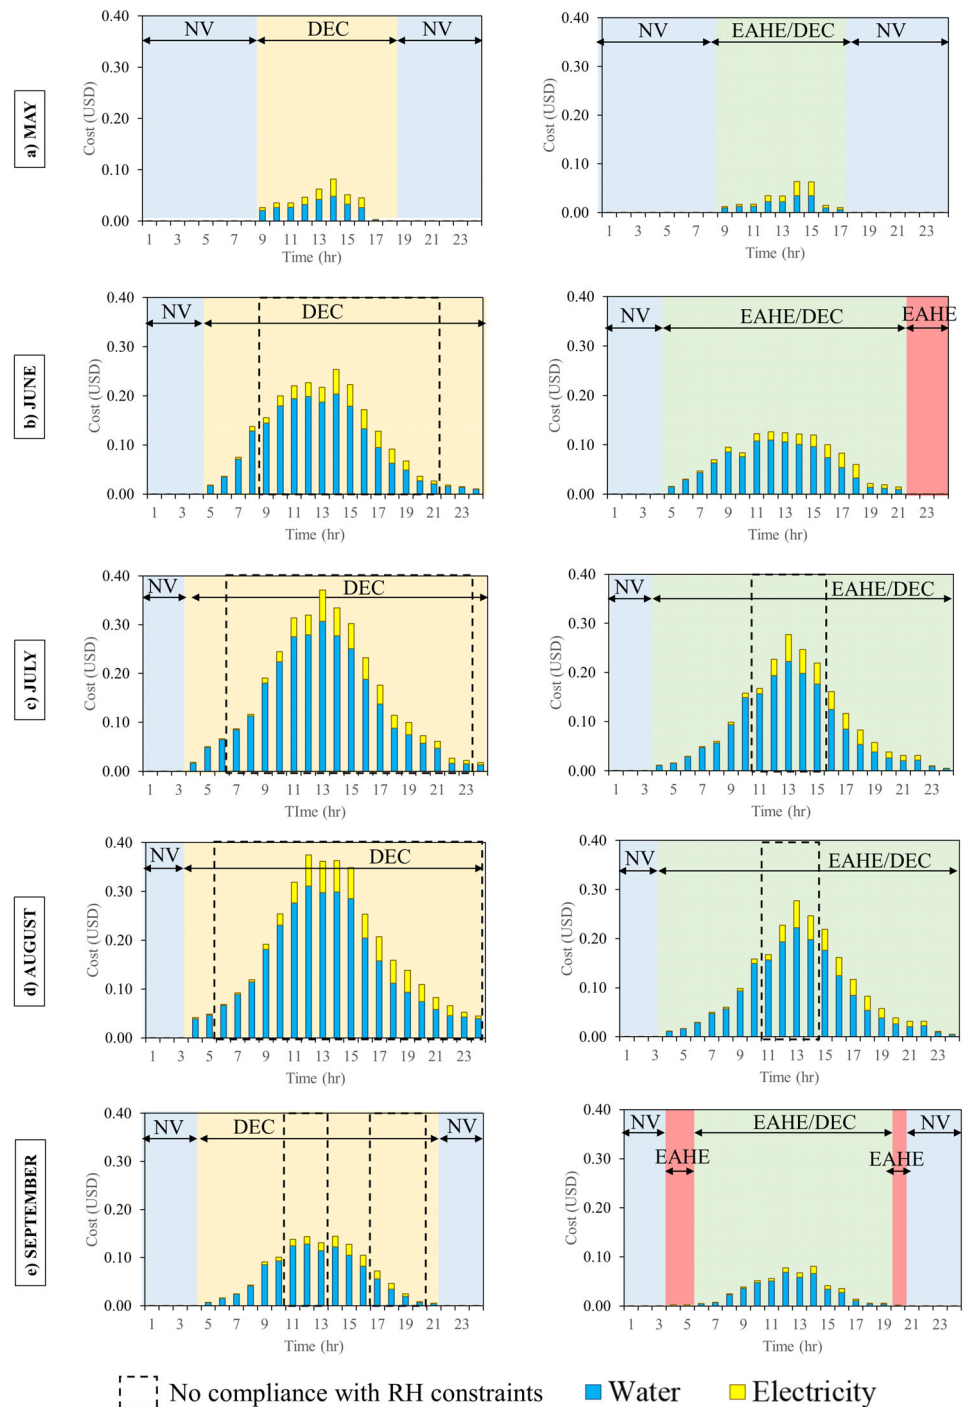 a) MAY
Cost (USD)
0.40
0.30
0.20
0.10
0.00
NV DEC NV
1 3 5 7 9 11 13 15 17 19 21 23
Time (hr)
Cost (USD)
0.40
0.30
0.20
0.10
0.00
NV EAHE/DEC NV
1 3 5 7 9 11 13 15 17 19 21 23
Time (hr)
b) JUNE
Cost (USD)
0.40
0.30
0.20
0.10
0.00
NV DEC
1 3 5 7 9 11 13 15 17 19 21 23
Time (hr)
Cost (USD)
0.40
0.30
0.20
0.10
0.00
NV EAHE/DEC EAHE
1 3 5 7 9 11 13 15 17 19 21 23
Time (hr)
c) JULY
Cost (USD)
0.40
0.30
0.20
0.10
0.00
NV DEC
1 3 5 7 9 11 13 15 17 19 21 23
TIme (hr)
Cost (USD)
0.40
0.30
0.20
0.10
0.00
NV EAHE/DEC
1 3 5 7 9 11 13 15 17 19 21 23
Time (hr)
d) AUGUST
Cost (USD)
0.40
0.30
0.20
0.10
0.00
NV DEC
1 3 5 7 9 11 13 15 17 19 21 23
Time (hr)
Cost (USD)
0.40
0.30
0.20
0.10
0.00
NV EAHE/DEC
1 3 5 7 9 11 13 15 17 19 21 23
Time (hr)
e) SEPTEMBER
Cost (USD)
0.40
0.30
0.20
0.10
0.00
NV DEC NV
1 3 5 7 9 11 13 15 17 19 21 23
Time (hr)
Cost (USD)
0.40
0.30
0.20
0.10
0.00
NV EAHE/DEC NV
EAHE EAHE
1 3 5 7 9 11 13 15 17 19 21 23
Time (hr)
No compliance with RH constraints Water Electricity